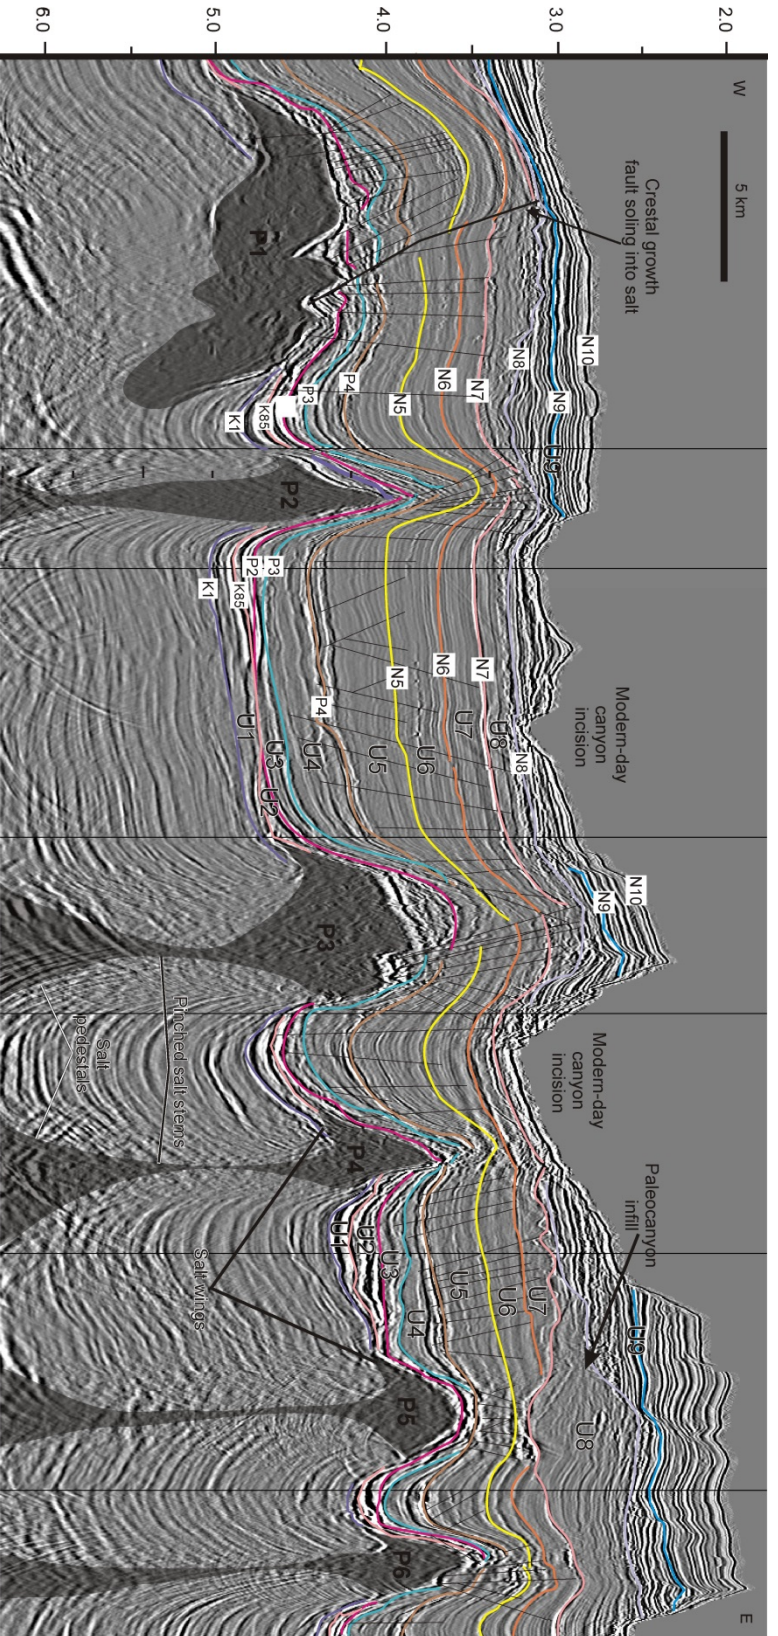 6.0
5.0
4.0
3.0
2.0
W
5 km
Crestal growth
fault soling into salt
P1
N10
N8
N9
N7
N6
N5
P4
P3
K85
K1
U9
P2
P3
P2
K85
K1
N7
N6
N5
P4
N8
Modern-day
canyon
incision
U1
U2
U3
U4
U5
U6
U7
U8
N10
N9
P3
Pinched salt stems
Salt
pedestals
Modern-day
canyon
incision
P4
Paleocanyon
infill
Salt wings
U1
U2
U3
U4
U5
U6
U7
U8
U9
P5
P6
E